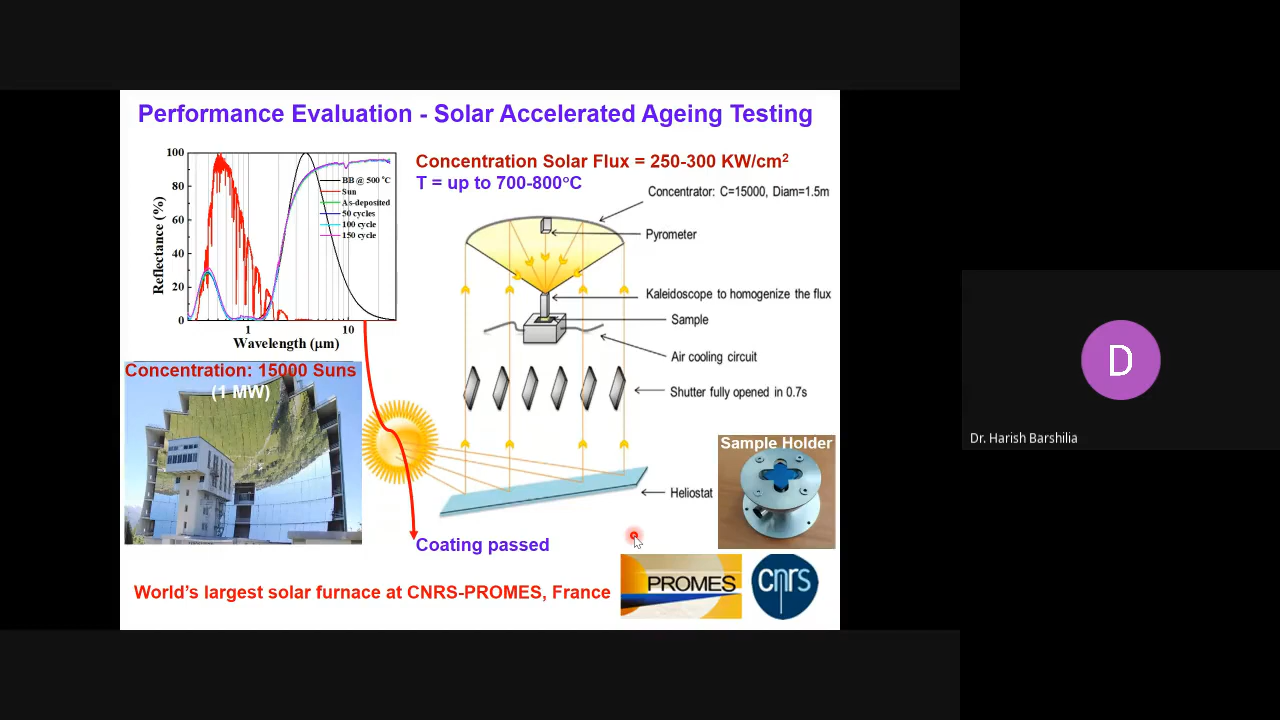 Performance Evaluation - Solar Accelerated Ageing Testing
100
80
60
40
20
0
Reflectance (%)
BB @ 500 °C
Sun
As-deposited
50 cycles
100 cycle
150 cycle
1
10
Wavelength (µm)
Concentration Solar Flux = 250-300 KW/cm²
T = up to 700-800°C
Concentrator: C=15000, Diam=1.5m
Pyrometer
Kaleidoscope to homogenize the flux
Sample
Air cooling circuit
Shutter fully opened in 0.7s
Heliostat
Concentration: 15000 Suns
(1 MW)
Sample Holder
Coating passed
World's largest solar furnace at CNRS-PROMES, France
PROMES
cnrs
D
Dr. Harish Barshilia